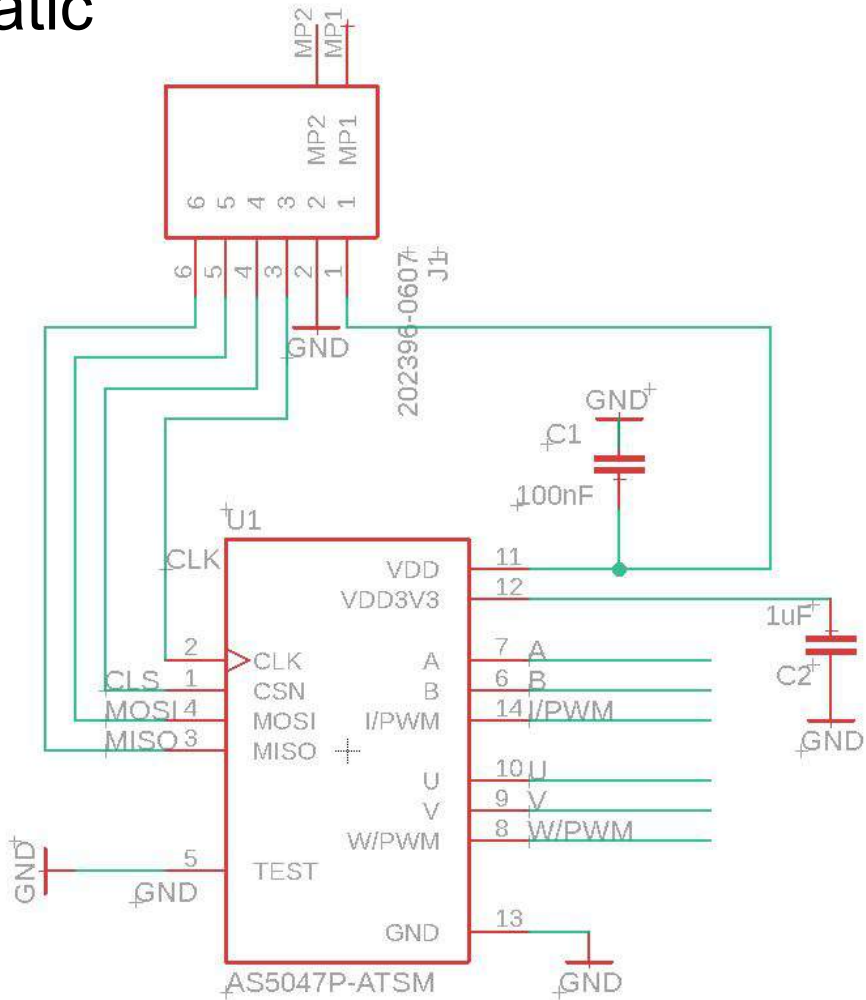 atic
MP2
MP1
MP2
MP1
6 5 4 3 2 1
6 5 4 3 2 1
GND
202396-0607
J1
GND
C1
100nF
U1
CLK
VDD 11
VDD3V3 12
1uF
C2
GND
2 CLK
A 7 A
CLS 1 CSN
B 6 B
MOSI 4 MOSI
I/PWM 14 I/PWM
MISO 3 MISO
U 10 U
V 9 V
W/PWM 8 W/PWM
GND
5 TEST
GND
GND 13
AS5047P-ATSM
GND